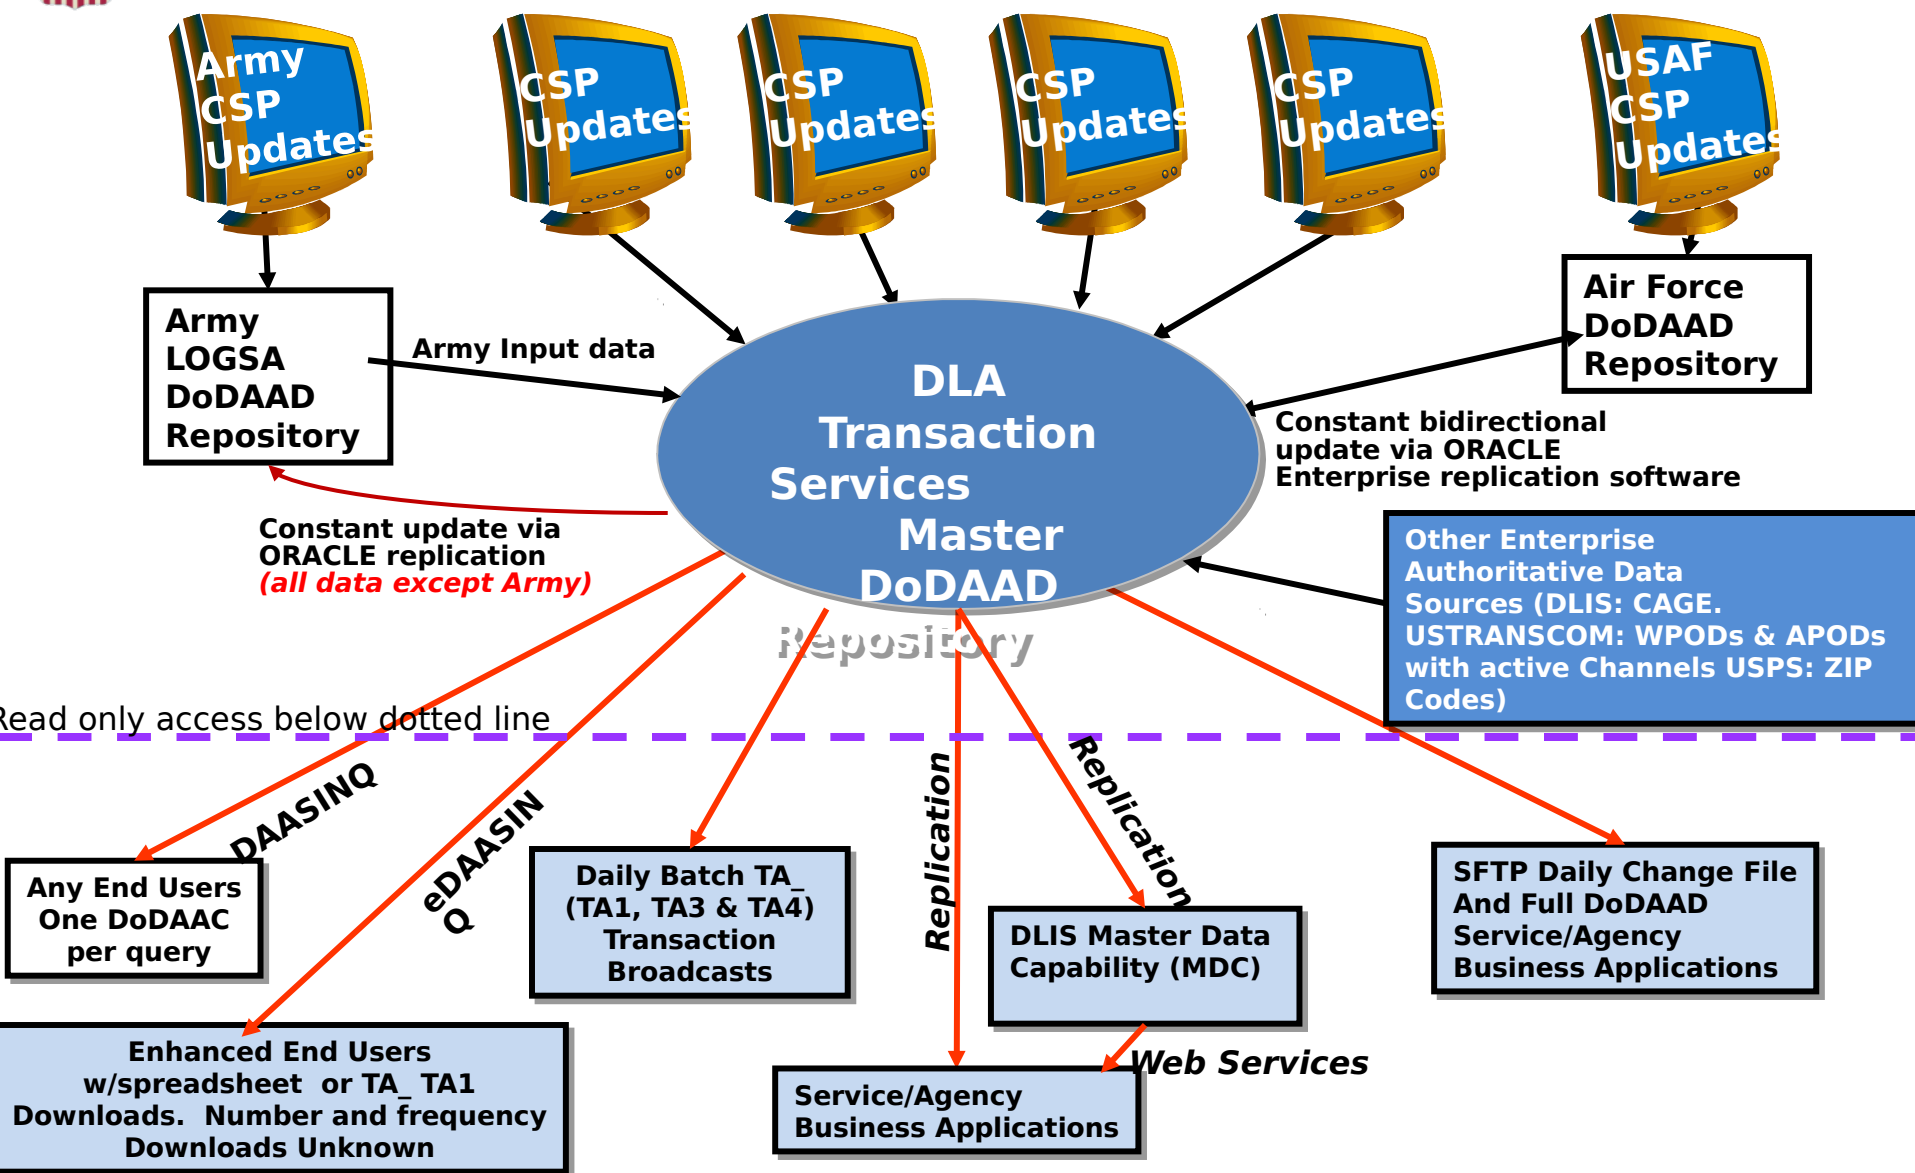 Army
CSP
Updates
CSP
Updates
CSP
Updates
CSP
Updates
CSP
Updates
USAF
CSP
Updates
Army
LOGSA
DoDAAD
Repository
Army Input data
DLA
Transaction
Services
Master
DoDAAD
Repository
Air Force
DoDAAD
Repository
Constant bidirectional
update via ORACLE
Enterprise replication software
Constant update via
ORACLE replication
(all data except Army)
Other Enterprise
Authoritative Data
Sources (DLIS: CAGE.
USTRANSCOM: WPODs & APODs
with active Channels USPS: ZIP
Codes)
Read only access below dotted line
DAASINQ
eDAASIN
Q
Replication
Replication
Any End Users
One DoDAAC
per query
Daily Batch TA_
(TA1, TA3 & TA4)
Transaction
Broadcasts
DLIS Master Data
Capability (MDC)
SFTP Daily Change File
And Full DoDAAD
Service/Agency
Business Applications
Enhanced End Users
w/spreadsheet  or TA_ TA1
Downloads.  Number and frequency
Downloads Unknown
Web Services
Service/Agency
Business Applications